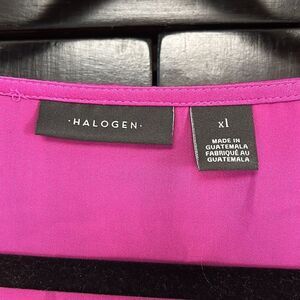 ·HALOGEN·
xl
MADE IN
GUATEMALA
FABRIQUÉ AU
GUATEMALA